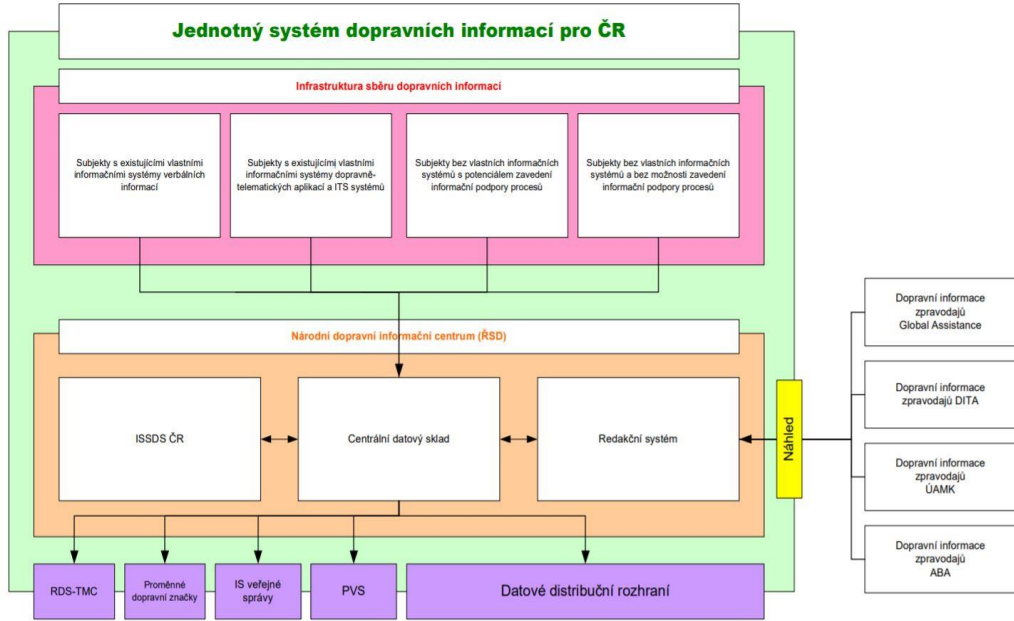 Jednotný systém dopravních informací pro ČR
Infrastruktura sběru dopravních informací
Subjekty s existujícími vlastními
informačními systémy verbálních
informací
Subjekty s existujícími vlastními
informačními systémy dopravně-
telematických aplikací a ITS systémů
Subjekty bez vlastních informačních
systémů s potenciálem zavedení
informační podpory procesů
Subjekty bez vlastních informačních
systémů a bez možnosti zavedení
informační podpory procesů
Národní dopravní informační centrum (ŘSD)
ISSDS ČR
Centrální datový sklad
Redakční systém
Náhled
Dopravní informace
zpravodajů
Global Assistance
Dopravní informace
zpravodajů DITA
Dopravní informace
zpravodajů
ÚAMK
Dopravní informace
zpravodajů
ABA
RDS-TMC
Proměnné
dopravní značky
IS veřejné
správy
PVS
Datové distribuční rozhraní